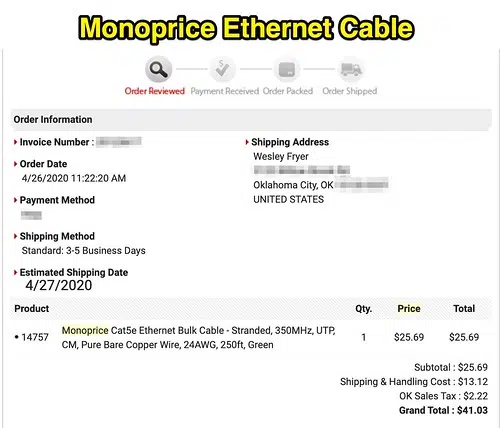 Monoprice Ethernet Cable
Order Reviewed Payment Received Order Packed Order Shipped
Order Information
Invoice Number :
Order Date
4/26/2020 11:22:20 AM
Payment Method
Shipping Method
Standard: 3-5 Business Days
Estimated Shipping Date
4/27/2020
Shipping Address
Wesley Fryer
Oklahoma City, OK
UNITED STATES
Product Qty. Price Total
14757 Monoprice Cat5e Ethernet Bulk Cable - Stranded, 350MHz, UTP, 1 $25.69 $25.69
CM, Pure Bare Copper Wire, 24AWG, 250ft, Green
Subtotal : $25.69
Shipping & Handling Cost : $13.12
OK Sales Tax : $2.22
Grand Total : $41.03